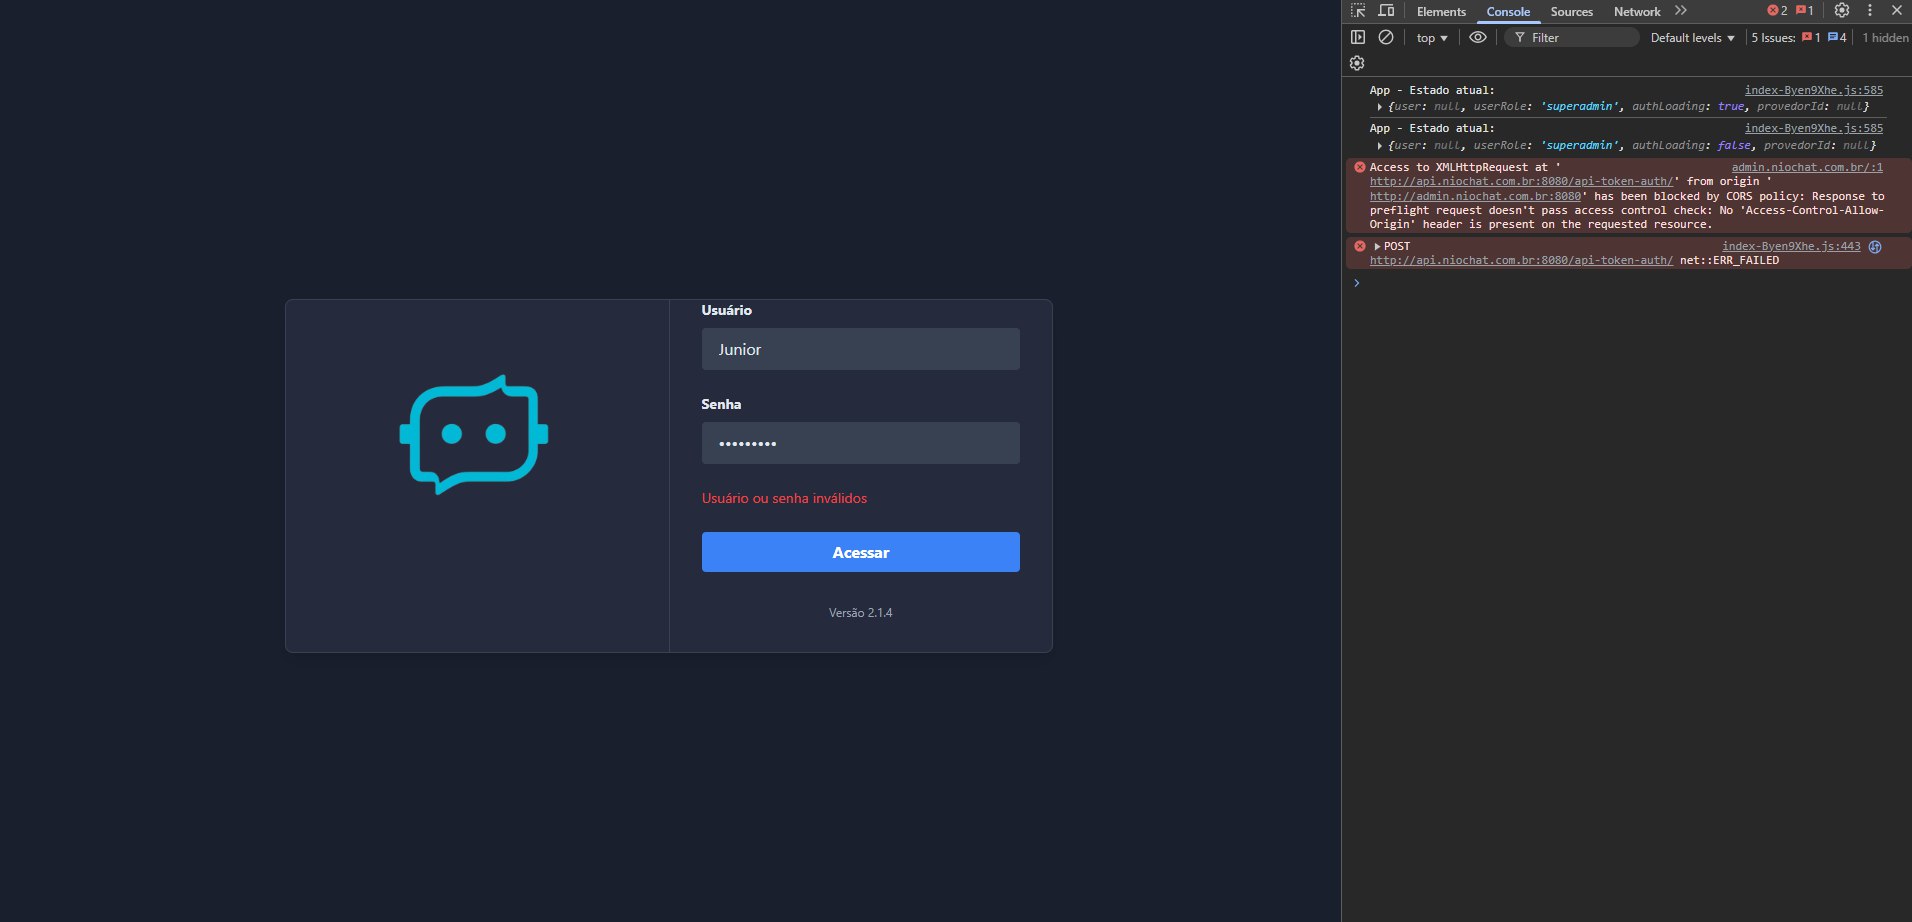 Usuário
Junior
Senha
•••••••••
Usuário ou senha inválidos
Acessar
Versão 2.1.4
Elements Console Sources Network 2 1
top Filter Default levels 5 Issues: 1 4 1 hidden
App - Estado atual: index-Byen9Xhe.js:585
{user: null, userRole: 'superadmin', authLoading: true, provedorId: null}
App - Estado atual: index-Byen9Xhe.js:585
{user: null, userRole: 'superadmin', authLoading: false, provedorId: null}
Access to XMLHttpRequest at ' admin.niochat.com.br/:1
http://api.niochat.com.br:8080/api-token-auth/' from origin '
http://admin.niochat.com.br:8080' has been blocked by CORS policy: Response to
preflight request doesn't pass access control check: No 'Access-Control-Allow-
Origin' header is present on the requested resource.
POST index-Byen9Xhe.js:443
http://api.niochat.com.br:8080/api-token-auth/ net::ERR_FAILED